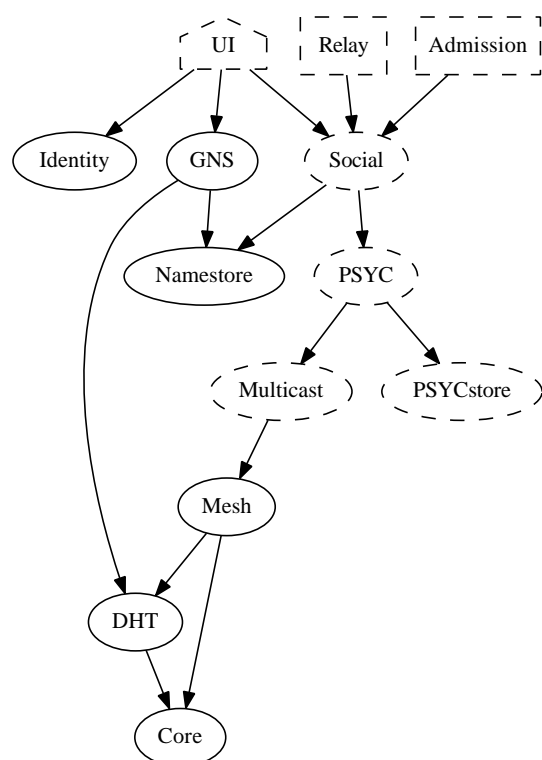 UI
Relay
Admission
Identity
GNS
Social
Namestore
PSYC
Multicast
PSYCstore
Mesh
DHT
Core